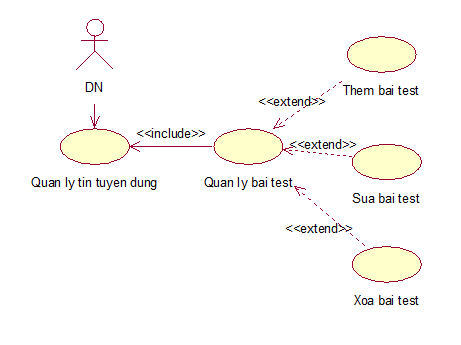 DN
<<include>>
Quan ly tin tuyen dung
Quan ly bai test
<<extend>>
Them bai test
<<extend>>
Sua bai test
<<extend>>
Xoa bai test